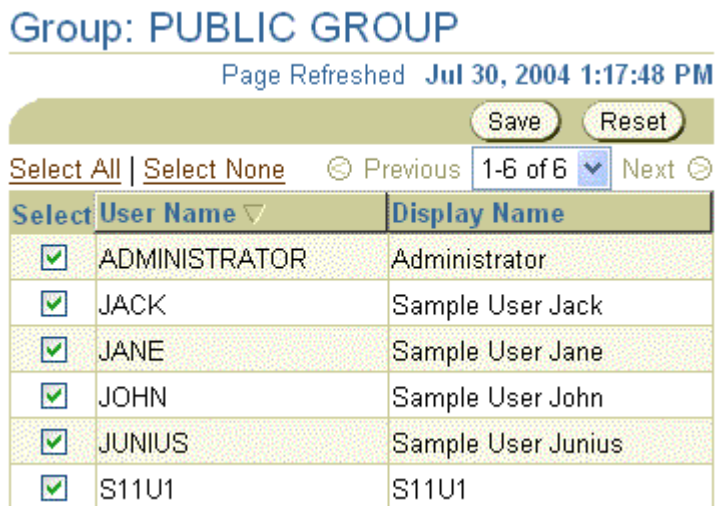 Group: PUBLIC GROUP
Page Refreshed Jul 30, 2004 1:17:48 PM
Save Reset
Select All | Select None Previous 1-6 of 6 Next
Select User Name Display Name
ADMINISTRATOR Administrator
JACK Sample User Jack
JANE Sample User Jane
JOHN Sample User John
JUNIUS Sample User Junius
S11U1 S11U1